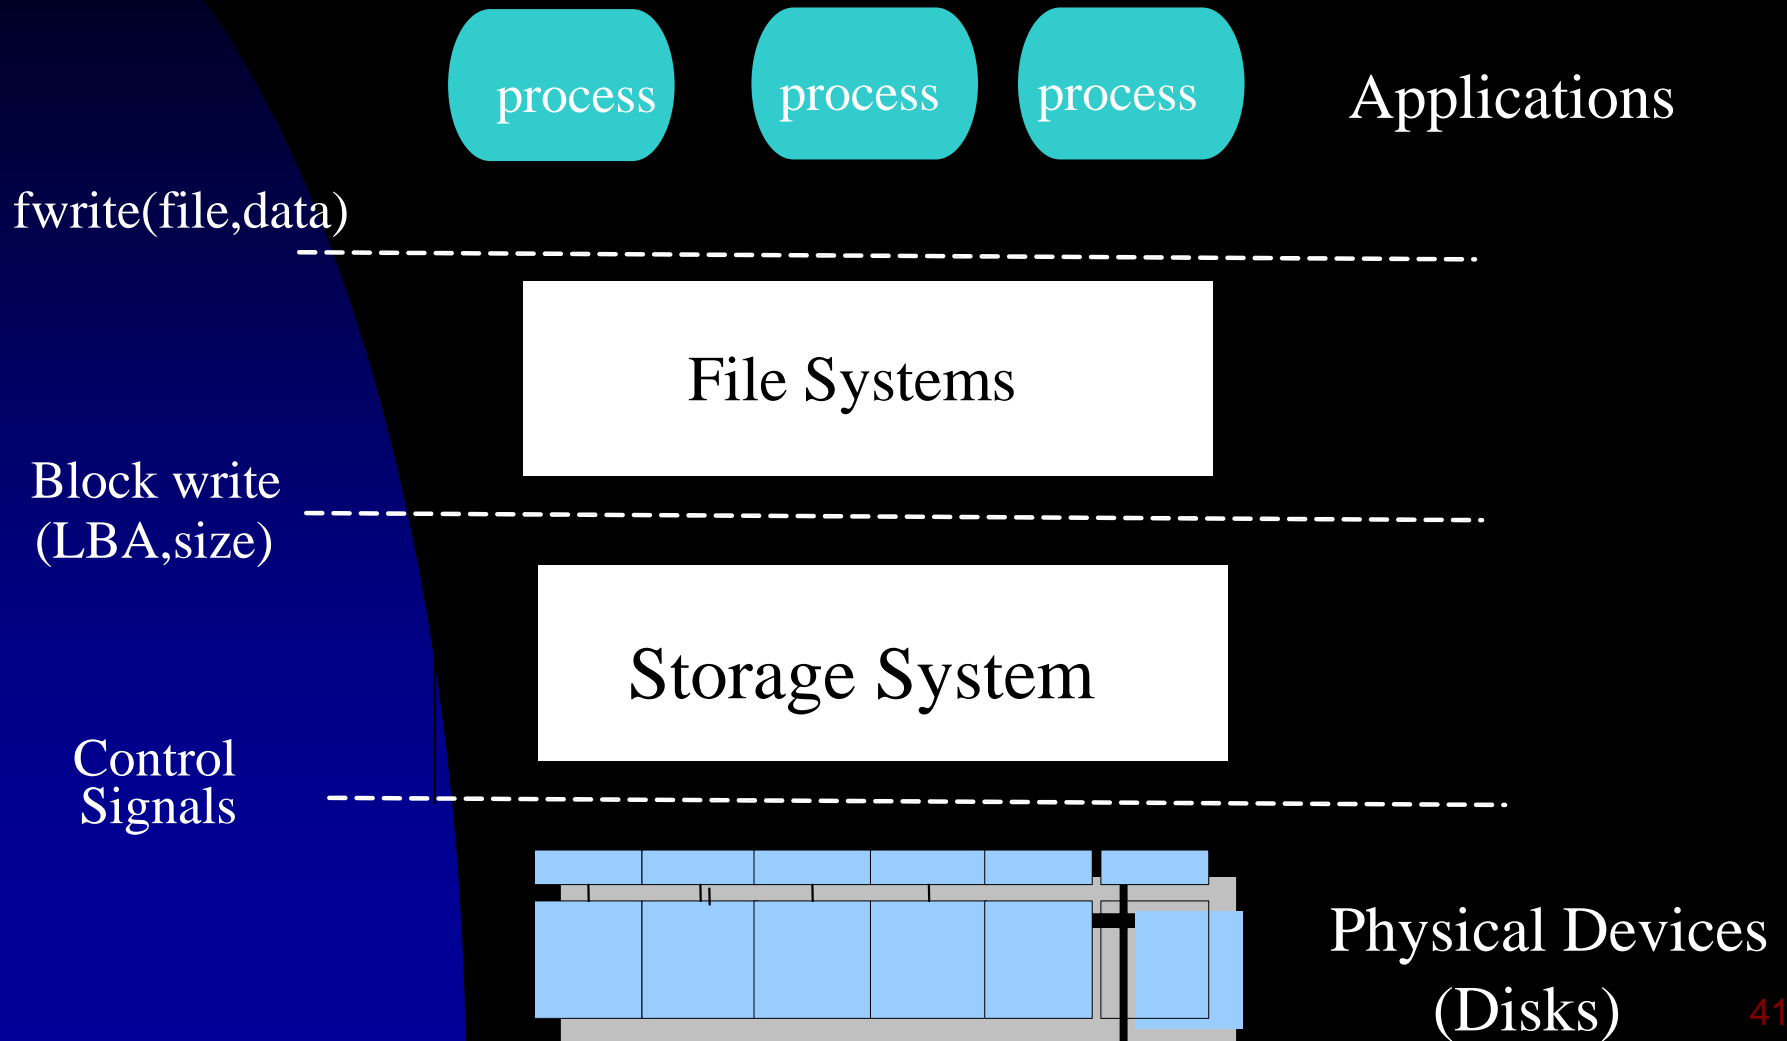 process process process
Applications
fwrite(file,data)
File Systems
Block write
(LBA,size)
Storage System
Control
Signals
Physical Devices
(Disks)
41